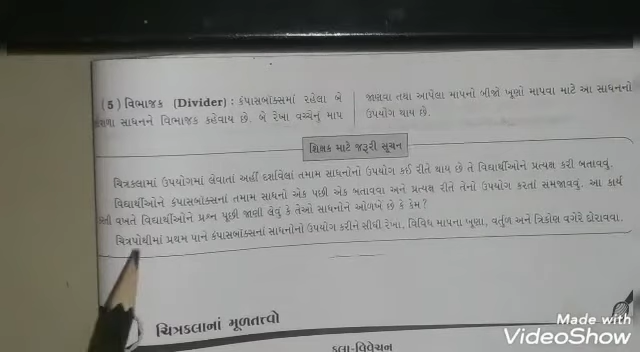 (5) વિભાજક (Divider) : કંપાસબૉક્સમાં રહેલા બે
સાધનને વિભાજક કહેવાય છે. બે રેખા વચ્ચેનું માપ
જાણવા તથા આપેલા માપનો બીજો ખૂણો માપવા માટે આ સાધનનો
ઉપયોગ થાય છે.
શિક્ષક માટે જરૂરી સૂચન
ચિત્રકલામાં ઉપયોગમાં લેવાતાં અહીં દર્શાવેલાં તમામ સાધનોનો ઉપયોગ કઈ રીતે થાય છે તે વિદ્યાર્થીઓને પ્રત્યક્ષ કરી બતાવવું.
વિદ્યાર્થીઓને કંપાસબૉક્સનાં તમામ સાધનો એક પછી એક બતાવવા અને પ્રત્યક્ષ રીતે તેનો ઉપયોગ કરતાં સમજાવવું. આ કાર્ય
વખતે વિદ્યાર્થીઓને પ્રશ્ન પૂછી જાણી લેવું કે તેઓ સાધનોને ઓળખે છે કે કેમ?
ચિત્રપોથીમાં પ્રથમ પાને કંપાસબૉક્સનાં સાધનોનો ઉપયોગ કરીને સીધી રેખા, વિવિધ માપના ખૂણા, વર્તુળ અને ત્રિકોણ વગેરે દોરાવવા.
ચિત્રકલાનાં મૂળતત્ત્વો
કલા-વિવેચન
Made with
VideoShow